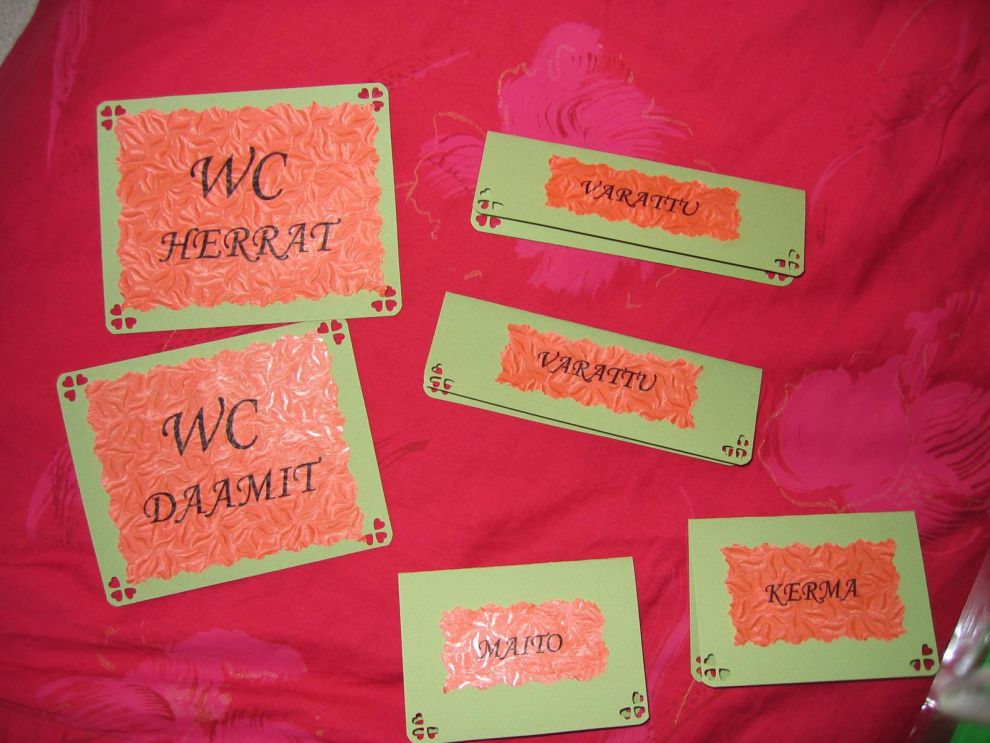 WC
HERRAT
VARATTU
VARATTU
WC
DAAMIT
MAITO
KERMA